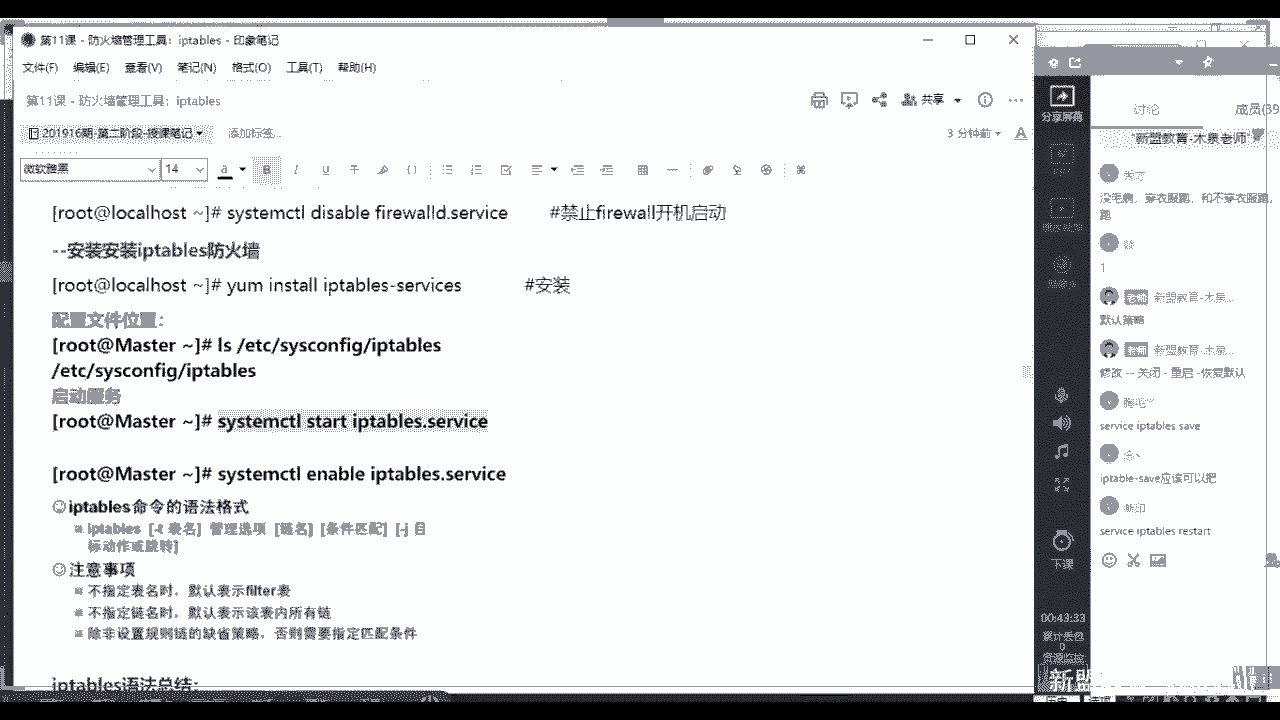 第11课 - 防火墙管理工具：iptables - 印象笔记
文件(F) 编辑(E) 查看(V) 笔记(N) 格式(O) 工具(T) 帮助(H)
第11课 - 防火墙管理工具：iptables
共享
201916期-第二阶段-授课笔记
添加标签...
3 分钟前
微软雅黑 14
[root@localhost ~]# systemctl disable firewalld.service #禁止firewall开机启动
--安装安装iptables防火墙
[root@localhost ~]# yum install iptables-services #安装
配置文件位置：
[root@Master ~]# ls /etc/sysconfig/iptables
/etc/sysconfig/iptables
启动服务
[root@Master ~]# systemctl start iptables.service
[root@Master ~]# systemctl enable iptables.service
iptables命令的语法格式
iptables [-t 表名] 管理选项 [链名] [条件匹配] [-j 目
标动作或跳转]
注意事项
不指定表名时，默认表示filter表
不指定链名时，默认表示该表内所有链
除非设置规则链的缺省策略，否则需要指定匹配条件
iptables语法总结:
分享屏幕
下课
00:43:33
讨论 成员(39
"新盟教育-木泉老师"
没毛病，穿衣服跑，和不穿衣服跑，
跑
1
老师 新盟教育-木泉...
默认策略
老师 新盟教育-木泉...
修改 -- 关闭 - 重启 -恢复默认
service iptables save
iptable-save应该可以把
service iptables restart
新盟